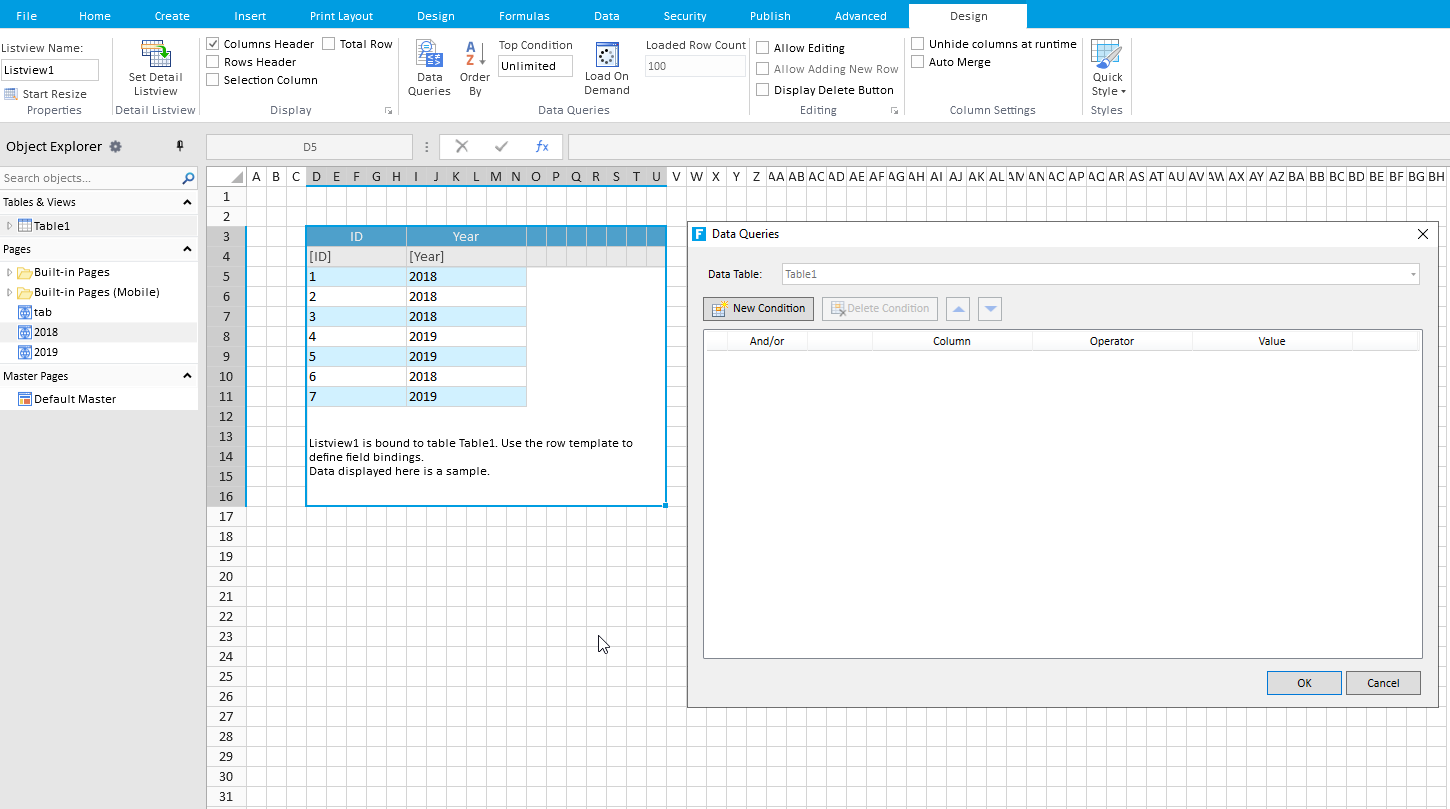 File Home Create Insert Print Layout Design Formulas Data Security Publish Advanced Design
Listview Name:
Listview1
Start Resize
Properties
Set Detail
Listview
Detail Listview
Columns Header Total Row
Rows Header
Selection Column
Display
Data
Queries
Order
By
Top Condition
Unlimited
Load On
Demand
Loaded Row Count
100
Data Queries
Allow Editing
Allow Adding New Row
Display Delete Button
Editing
Unhide columns at runtime
Auto Merge
Column Settings
Quick
Style
Styles
Object Explorer
D5
fx
Search objects...
Tables & Views
Table1
Pages
Built-in Pages
Built-in Pages (Mobile)
tab
2018
2019
Master Pages
Default Master
A B C D E F G H I J K L M N O P Q R S T U V W X Y Z AA AB AC AD AE AF AG AH AI AJ AK AL AM AN AO AP AQ AR AS AT AU AV AW AX AY AZ BA BB BC BD BE BF BG BH
1
2
3 ID Year
4 [ID] [Year]
5 1 2018
6 2 2018
7 3 2018
8 4 2019
9 5 2019
10 6 2018
11 7 2019
12
13
14
15
16
17
18
19
20
21
22
23
24
25
26
27
28
29
30
31
Listview1 is bound to table Table1. Use the row template to
define field bindings.
Data displayed here is a sample.
F Data Queries
Data Table: Table1
New Condition Delete Condition
And/or Column Operator Value
OK Cancel